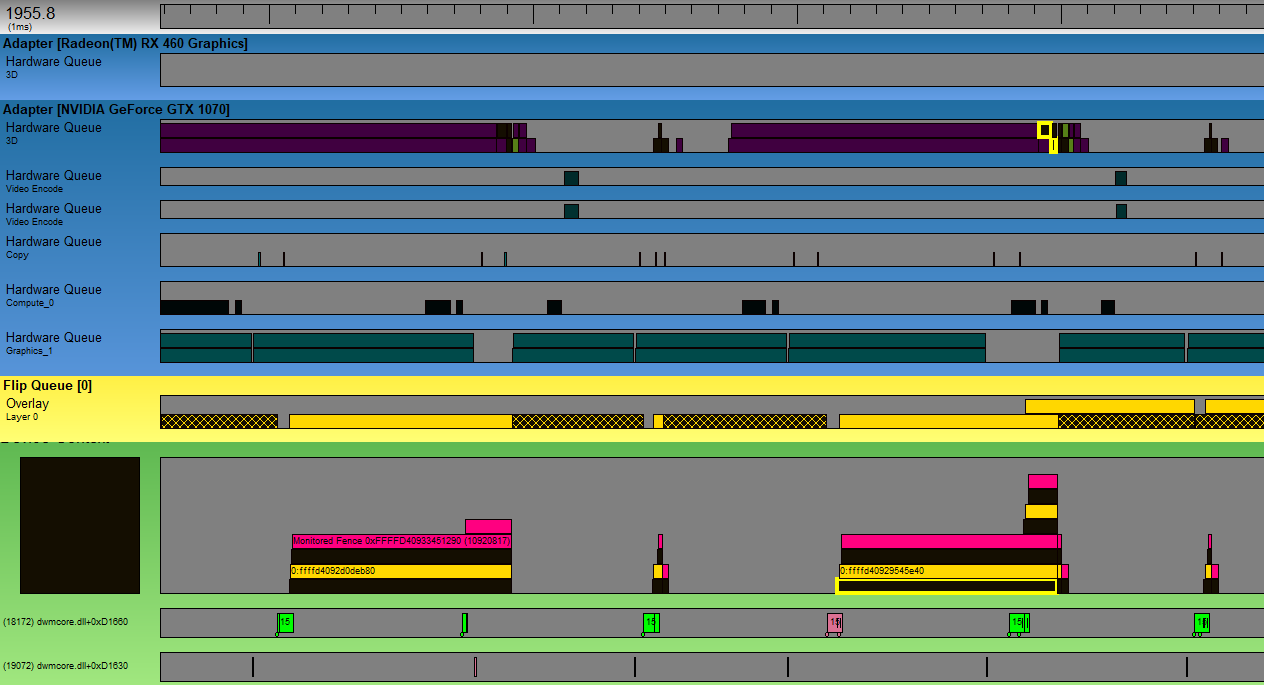 1955.8
(1ms)
Adapter [Radeon(TM) RX 460 Graphics]
Hardware Queue
3D
Adapter [NVIDIA GeForce GTX 1070]
Hardware Queue
3D
Hardware Queue
Video Encode
Hardware Queue
Video Encode
Hardware Queue
Copy
Hardware Queue
Compute_0
Hardware Queue
Graphics_1
Flip Queue [0]
Overlay
Layer 0
Monitored Fence 0xFFFFD40933451290 (10920817)
0:ffffd4092d0deb80
0:ffffd40929545e40
(18172) dwmcore.dll+0xD1660
15
15
15
15
(19072) dwmcore.dll+0xD1630